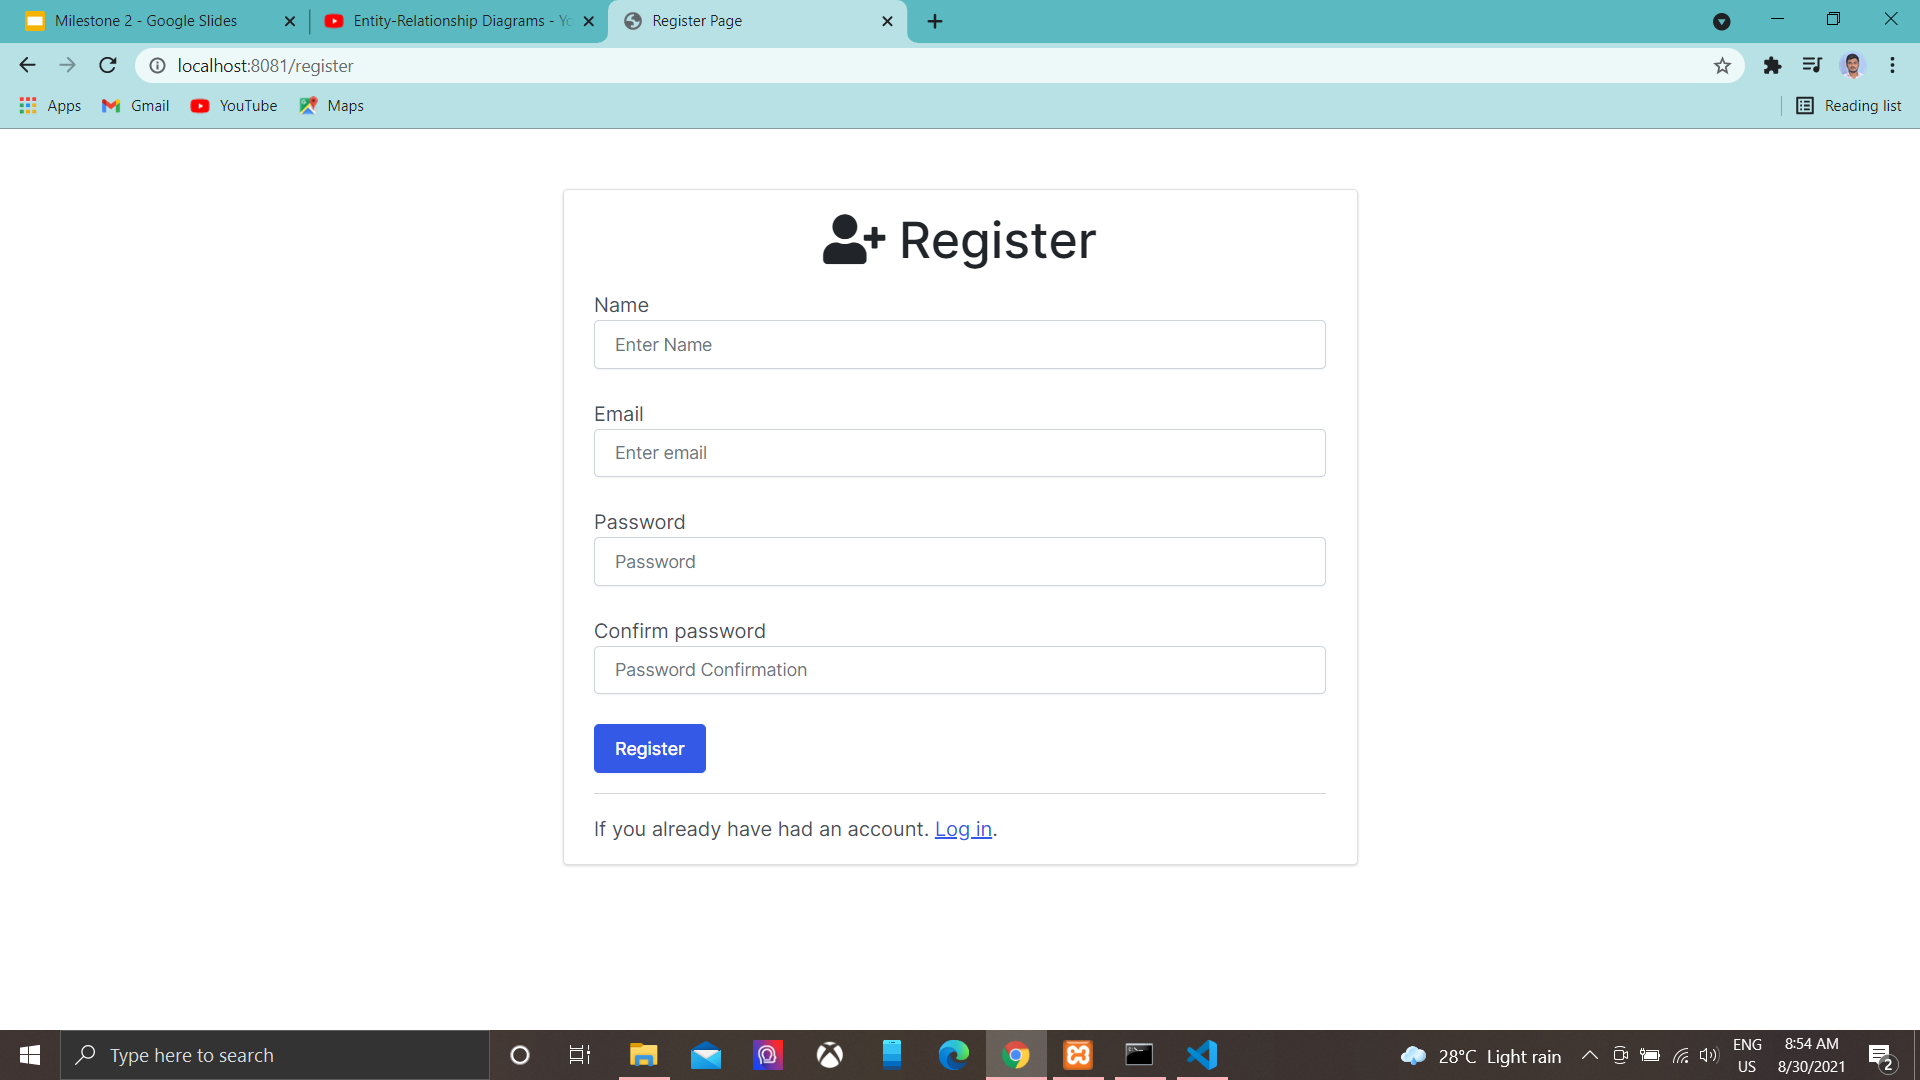 Milestone 2 - Google Slides
Entity-Relationship Diagrams - Yo
Register Page
localhost:8081/register
Apps Gmail YouTube Maps Reading list
Register
Name
Enter Name
Email
Enter email
Password
Password
Confirm password
Password Confirmation
Register
If you already have had an account. Log in.
Type here to search
28°C Light rain
ENG
US
8:54 AM
8/30/2021
2